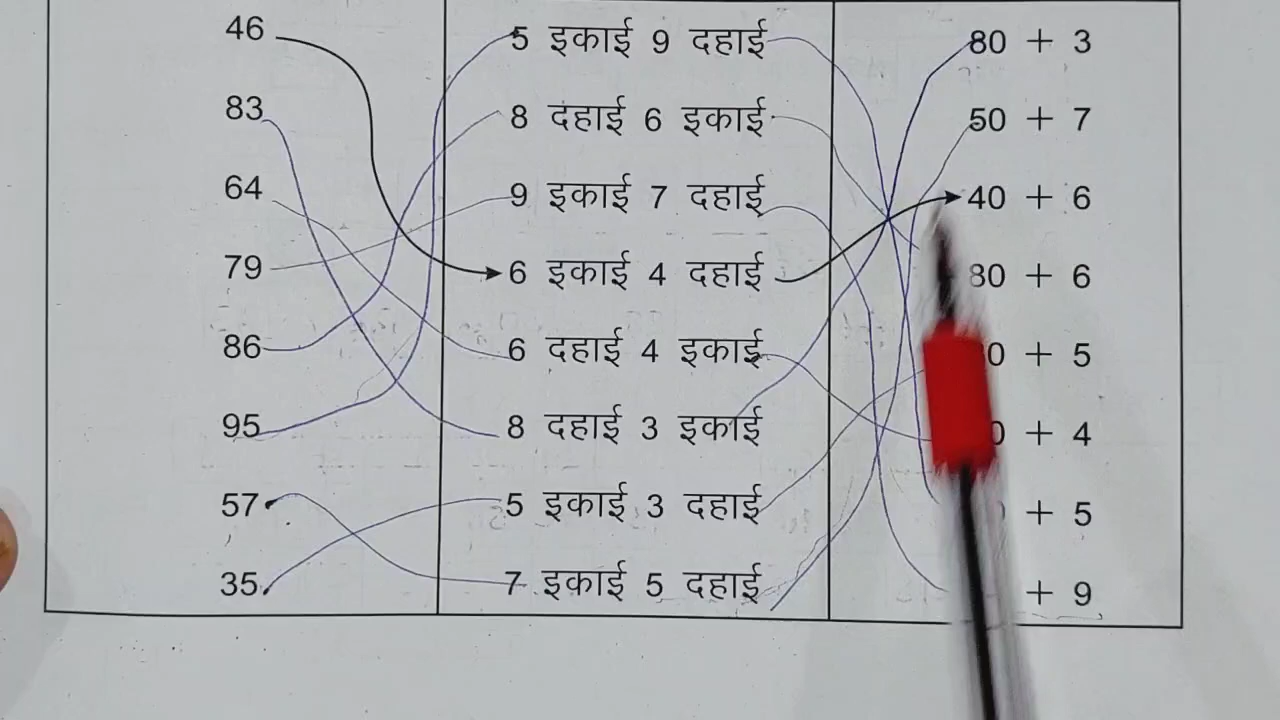 46 5 इकाई 9 दहाई 80 + 3
83 8 दहाई 6 इकाई 50 + 7
64 9 इकाई 7 दहाई 40 + 6
79 6 इकाई 4 दहाई 80 + 6
86 6 दहाई 4 इकाई 0 + 5
95 8 दहाई 3 इकाई 0 + 4
57 5 इकाई 3 दहाई + 5
35 7 इकाई 5 दहाई + 9